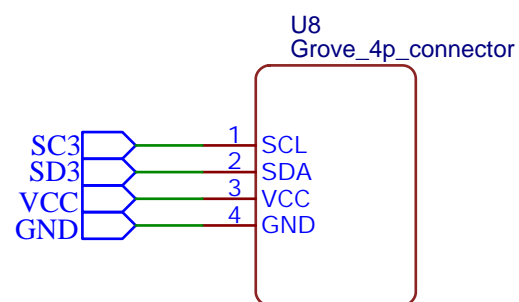 U8
Grove_4p_connector
SC3 1 SCL
SD3 2 SDA
VCC 3 VCC
GND 4 GND